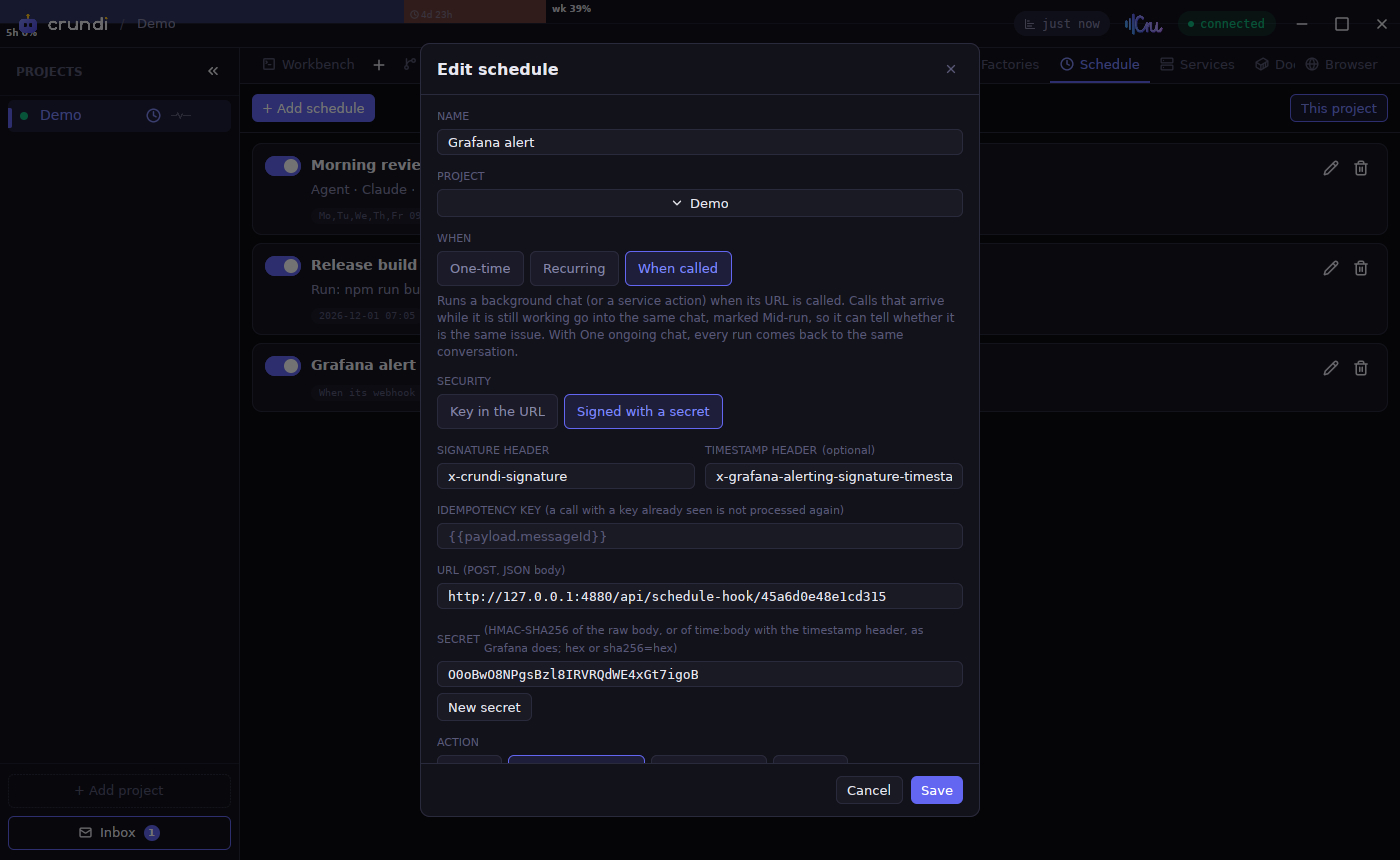 5h 6%
crundi / Demo
4d 23h
wk 39%
just now
Cru
connected
PROJECTS
Demo
+ Add project
Inbox 1
Workbench
Factories
Schedule
Services
Browser
+ Add schedule
This project
Morning revie
Agent · Claude ·
Mo,Tu,We,Th,Fr 09
Release build
Run: npm run bu
2026-12-01 07:05
Grafana alert
When its webhook
Edit schedule
NAME
Grafana alert
PROJECT
Demo
WHEN
One-time
Recurring
When called
Runs a background chat (or a service action) when its URL is called. Calls that arrive
while it is still working go into the same chat, marked Mid-run, so it can tell whether it
is the same issue. With One ongoing chat, every run comes back to the same
conversation.
SECURITY
Key in the URL
Signed with a secret
SIGNATURE HEADER
TIMESTAMP HEADER (optional)
x-crundi-signature
x-grafana-alerting-signature-timesta
IDEMPOTENCY KEY (a call with a key already seen is not processed again)
{{payload.messageId}}
URL (POST, JSON body)
http://127.0.0.1:4880/api/schedule-hook/45a6d0e48e1cd315
SECRET (HMAC-SHA256 of the raw body, or of time:body with the timestamp header, as
Grafana does; hex or sha256=hex)
O0oBwO8NPgsBzl8IRVRQdWE4xGt7igoB
New secret
ACTION
Cancel
Save